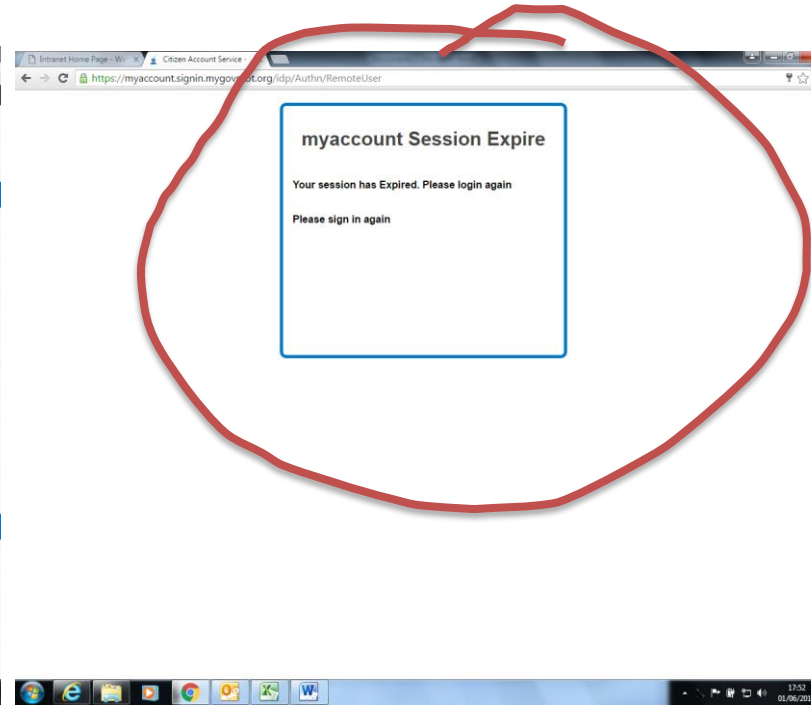 Intranet Home Page - W
Citizen Account Service -
https://myaccount.signin.mygov
ot.org/idp/Authn/RemoteUser
myaccount Session Expire
Your session has Expired. Please login again
Please sign in again
17:52
01/06/201